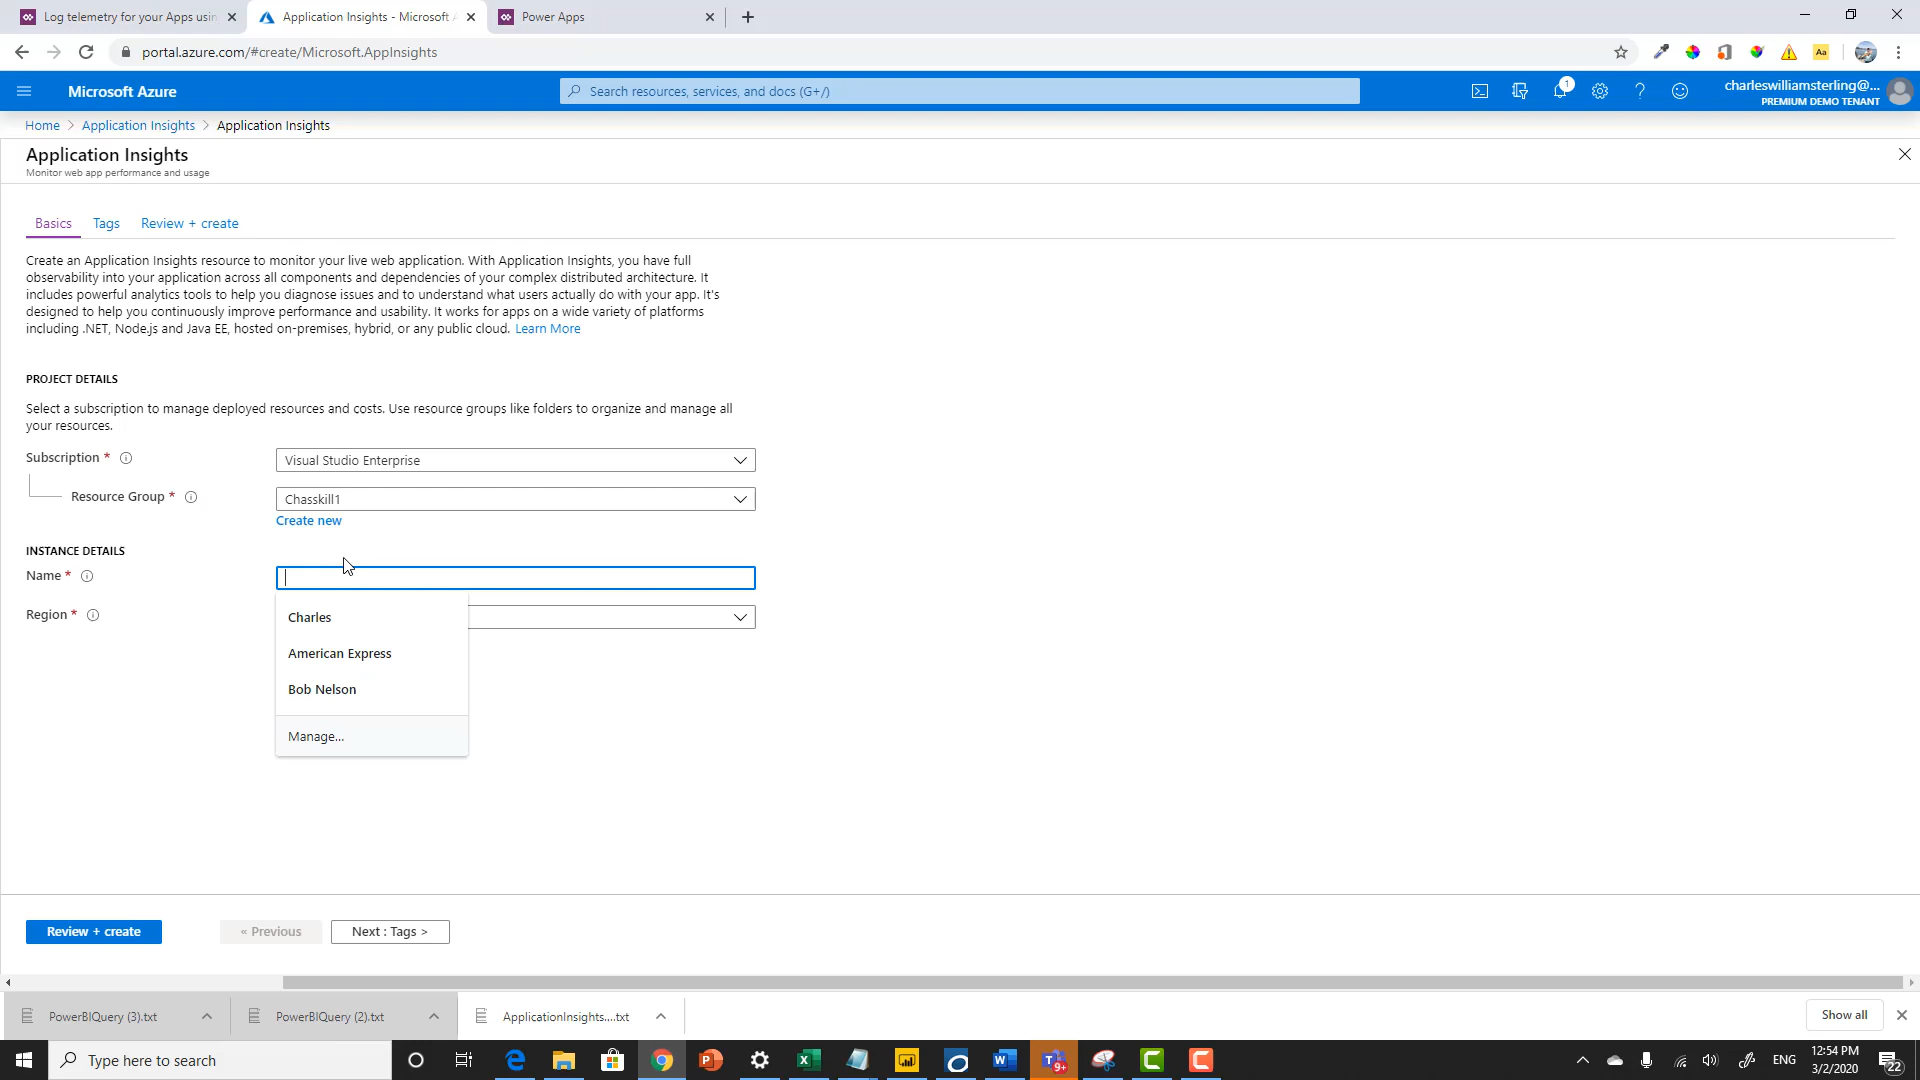 Log telemetry for your Apps usin
Application Insights - Microsoft A
Power Apps
portal.azure.com/#create/Microsoft.AppInsights
Aa
Microsoft Azure
Search resources, services, and docs (G+/)
1
charleswilliamsterling@...
PREMIUM DEMO TENANT
Home > Application Insights > Application Insights
Application Insights
Monitor web app performance and usage
Basics
Tags
Review + create
Create an Application Insights resource to monitor your live web application. With Application Insights, you have full
observability into your application across all components and dependencies of your complex distributed architecture. It
includes powerful analytics tools to help you diagnose issues and to understand what users actually do with your app. It's
designed to help you continuously improve performance and usability. It works for apps on a wide variety of platforms
including .NET, Node.js and Java EE, hosted on-premises, hybrid, or any public cloud. Learn More
PROJECT DETAILS
Select a subscription to manage deployed resources and costs. Use resource groups like folders to organize and manage all
your resources.
Subscription *
Visual Studio Enterprise
Resource Group *
Chasskill1
Create new
INSTANCE DETAILS
Name *
Region *
Charles
American Express
Bob Nelson
Manage...
Review + create
« Previous
Next : Tags >
PowerBIQuery (3).txt
PowerBIQuery (2).txt
ApplicationInsights....txt
Show all
Type here to search
9+
ENG
12:54 PM
3/2/2020
22